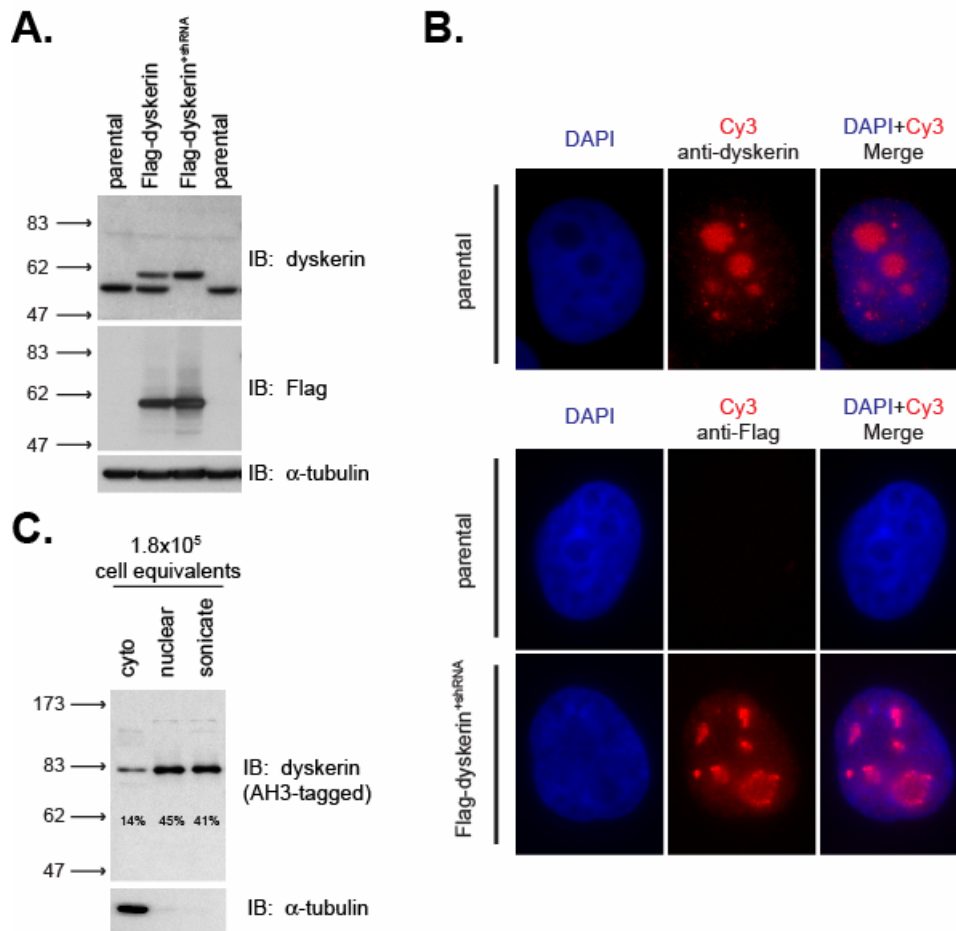 A.
parental
Flag-dyskerin
Flag-dyskerin+shRNA
parental
83
62
47
IB: dyskerin
83
62
47
IB: Flag
IB: α-tubulin
B.
DAPI
Cy3
anti-dyskerin
DAPI+Cy3
Merge
parental
DAPI
Cy3
anti-Flag
DAPI+Cy3
Merge
parental
Flag-dyskerin+shRNA
C.
1.8x10⁵
cell equivalents
cyto
nuclear
sonicate
173
83
62
47
14% 45% 41%
IB: dyskerin
(AH3-tagged)
IB: α-tubulin